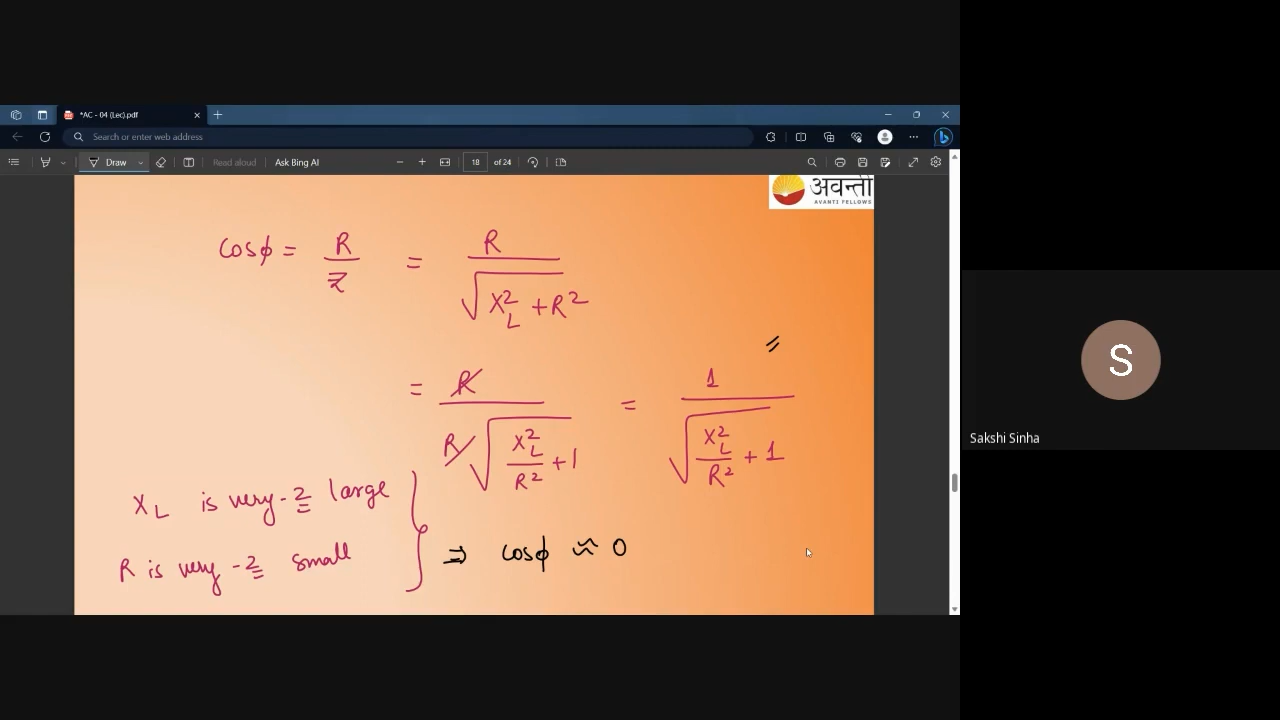 *AC - 04 (Lec).pdf
Search or enter web address
Draw
Read aloud
Ask Bing AI
18 of 24
अवन्ती
AVANTI FELLOWS
cosϕ = R/Z = R/√(X_L² + R²)
= R/(R√(X_L²/R² + 1)) = 1/√(X_L²/R² + 1)
X_L is very-2 large
R is very-2 small
⇒ cosϕ ≈ 0
S
Sakshi Sinha